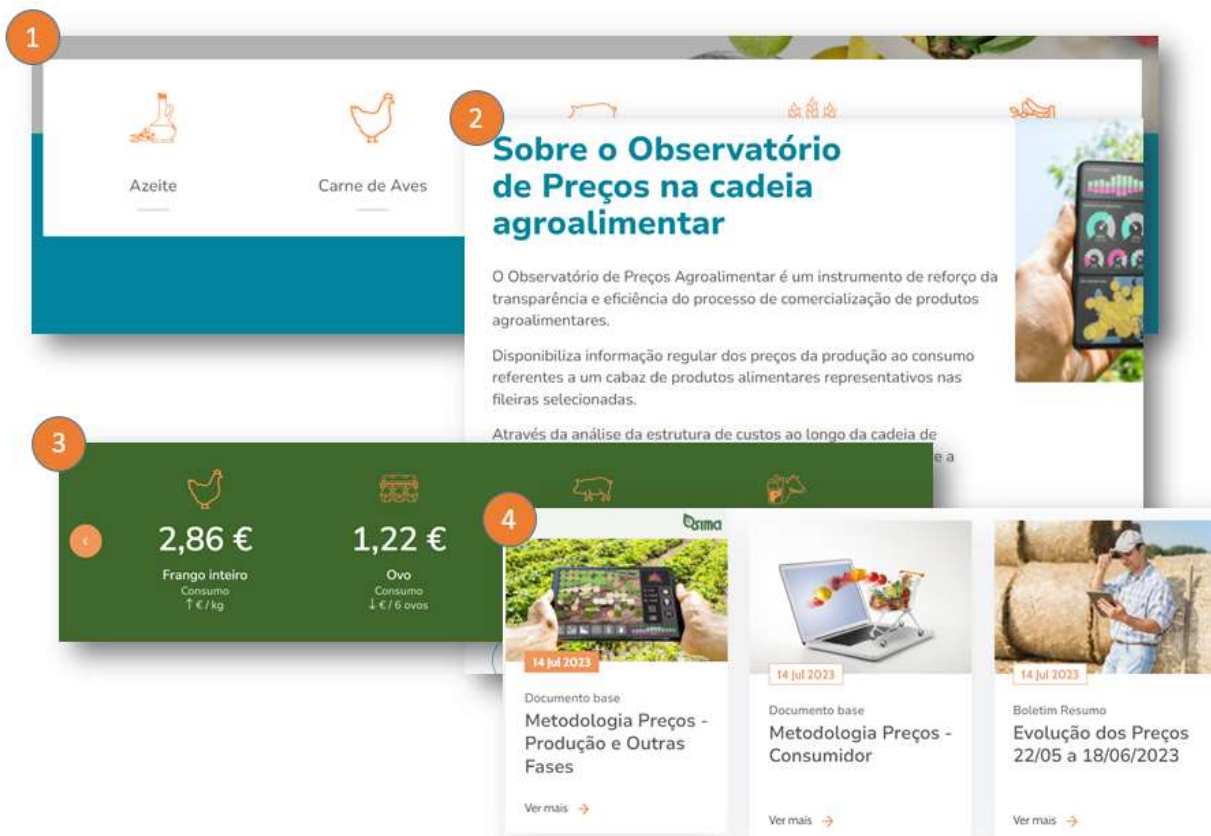 1
Azeite
Carne de Aves
2
Sobre o Observatório
de Preços na cadeia
agroalimentar
O Observatório de Preços Agroalimentar é um instrumento de reforço da
transparência e eficiência do processo de comercialização de produtos
agroalimentares.
Disponibiliza informação regular dos preços da produção ao consumo
referentes a um cabaz de produtos alimentares representativos nas
fileiras selecionadas.
Através da análise da estrutura de custos ao longo da cadeia de
e a
3
2,86 €
Frango inteiro
Consumo
↑ € / kg
1,22 €
Ovo
Consumo
↓ € / 6 ovos
4
sima
14 Jul 2023
Documento base
Metodologia Preços -
Produção e Outras
Fases
Ver mais →
14 Jul 2023
Documento base
Metodologia Preços -
Consumidor
Ver mais →
14 Jul 2023
Boletim Resumo
Evolução dos Preços
22/05 a 18/06/2023
Ver mais →